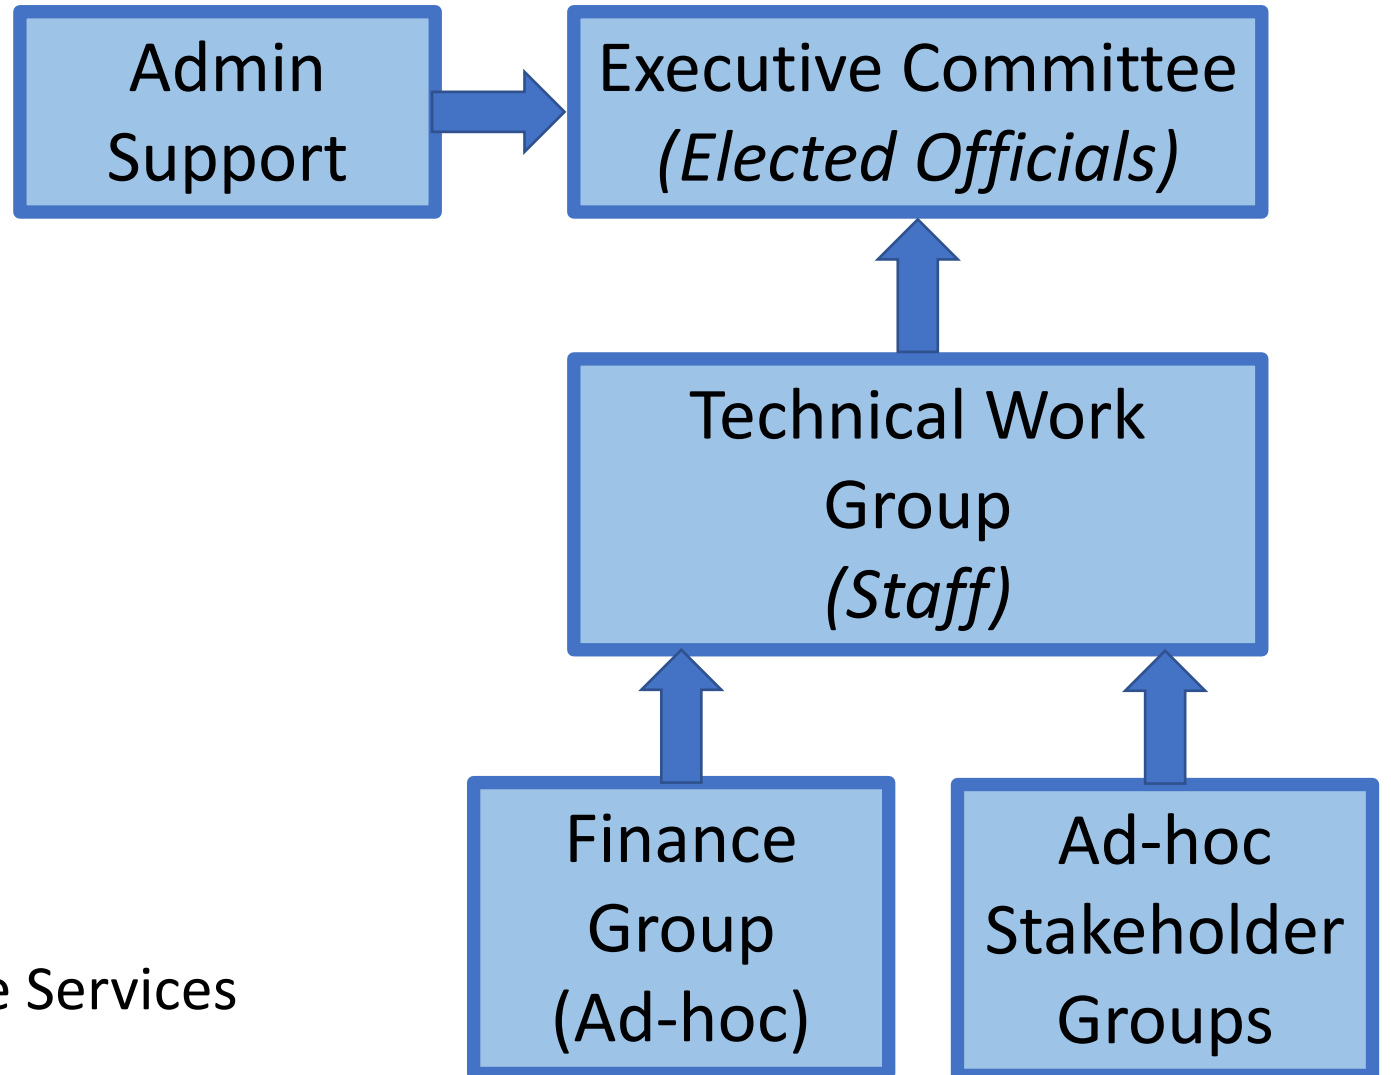 Admin
Support
Executive Committee
(Elected Officials)
Technical Work
Group
(Staff)
Finance
Group
(Ad-hoc)
Ad-hoc
Stakeholder
Groups
e Services